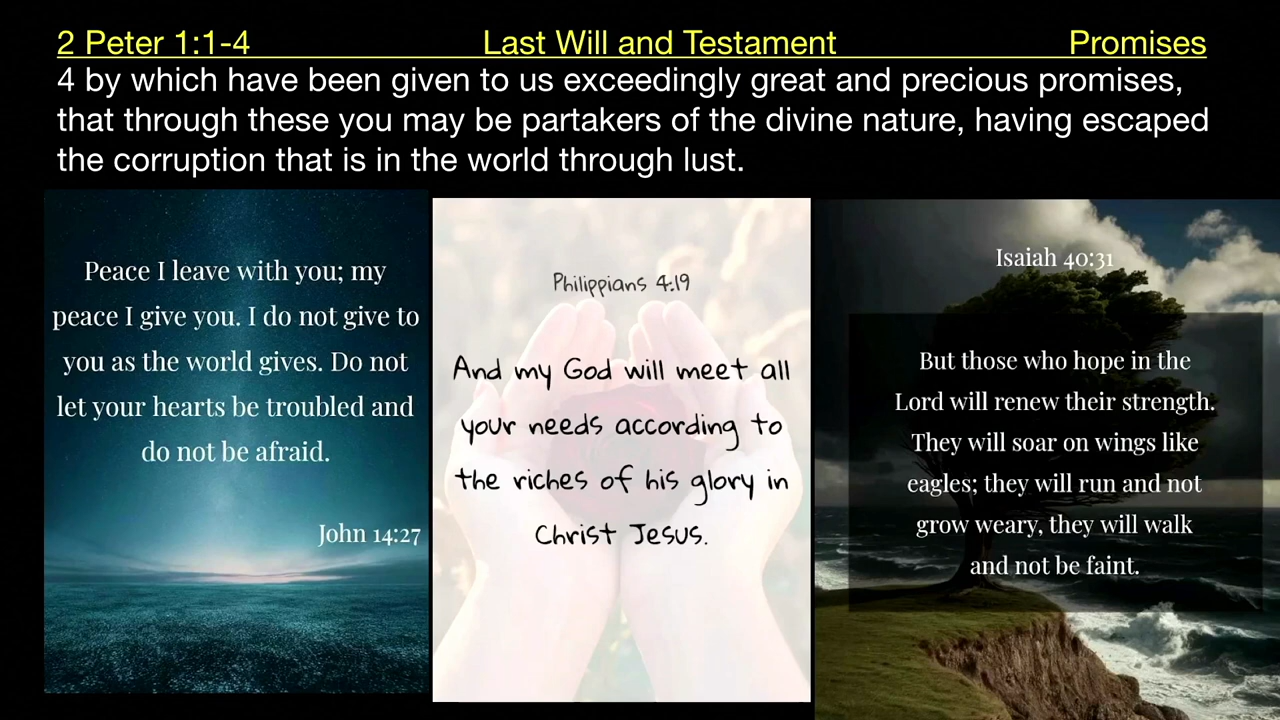 2 Peter 1:1-4 Last Will and Testament Promises
4 by which have been given to us exceedingly great and precious promises,
that through these you may be partakers of the divine nature, having escaped
the corruption that is in the world through lust.
Peace I leave with you; my
peace I give you. I do not give to
you as the world gives. Do not
let your hearts be troubled and
do not be afraid.
John 14:27
Philippians 4:19
And my God will meet all
your needs according to
the riches of his glory in
Christ Jesus.
Isaiah 40:31
But those who hope in the
Lord will renew their strength.
They will soar on wings like
eagles; they will run and not
grow weary, they will walk
and not be faint.